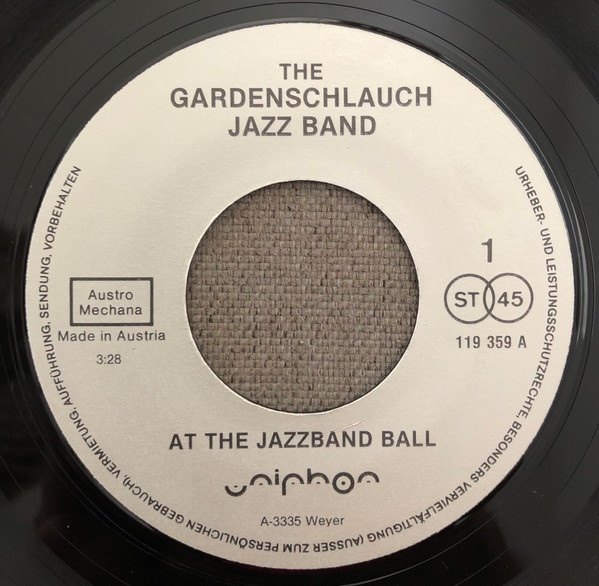 THE
GARDENSCHLAUCH
JAZZ BAND
1
ST 45
119 359 A
Austro
Mechana
Made in Austria
3:28
AT THE JAZZBAND BALL
uniphon
A-3335 Weyer
URHEBER- UND LEISTUNGSSCHUTZRECHTE, BESONDERS VERVIELFÄLTIGUNG (AUSSER ZUM PERSÖNLICHEN GEBRAUCH), VERMIETUNG, AUFFÜHRUNG, SENDUNG, VORBEHALTEN